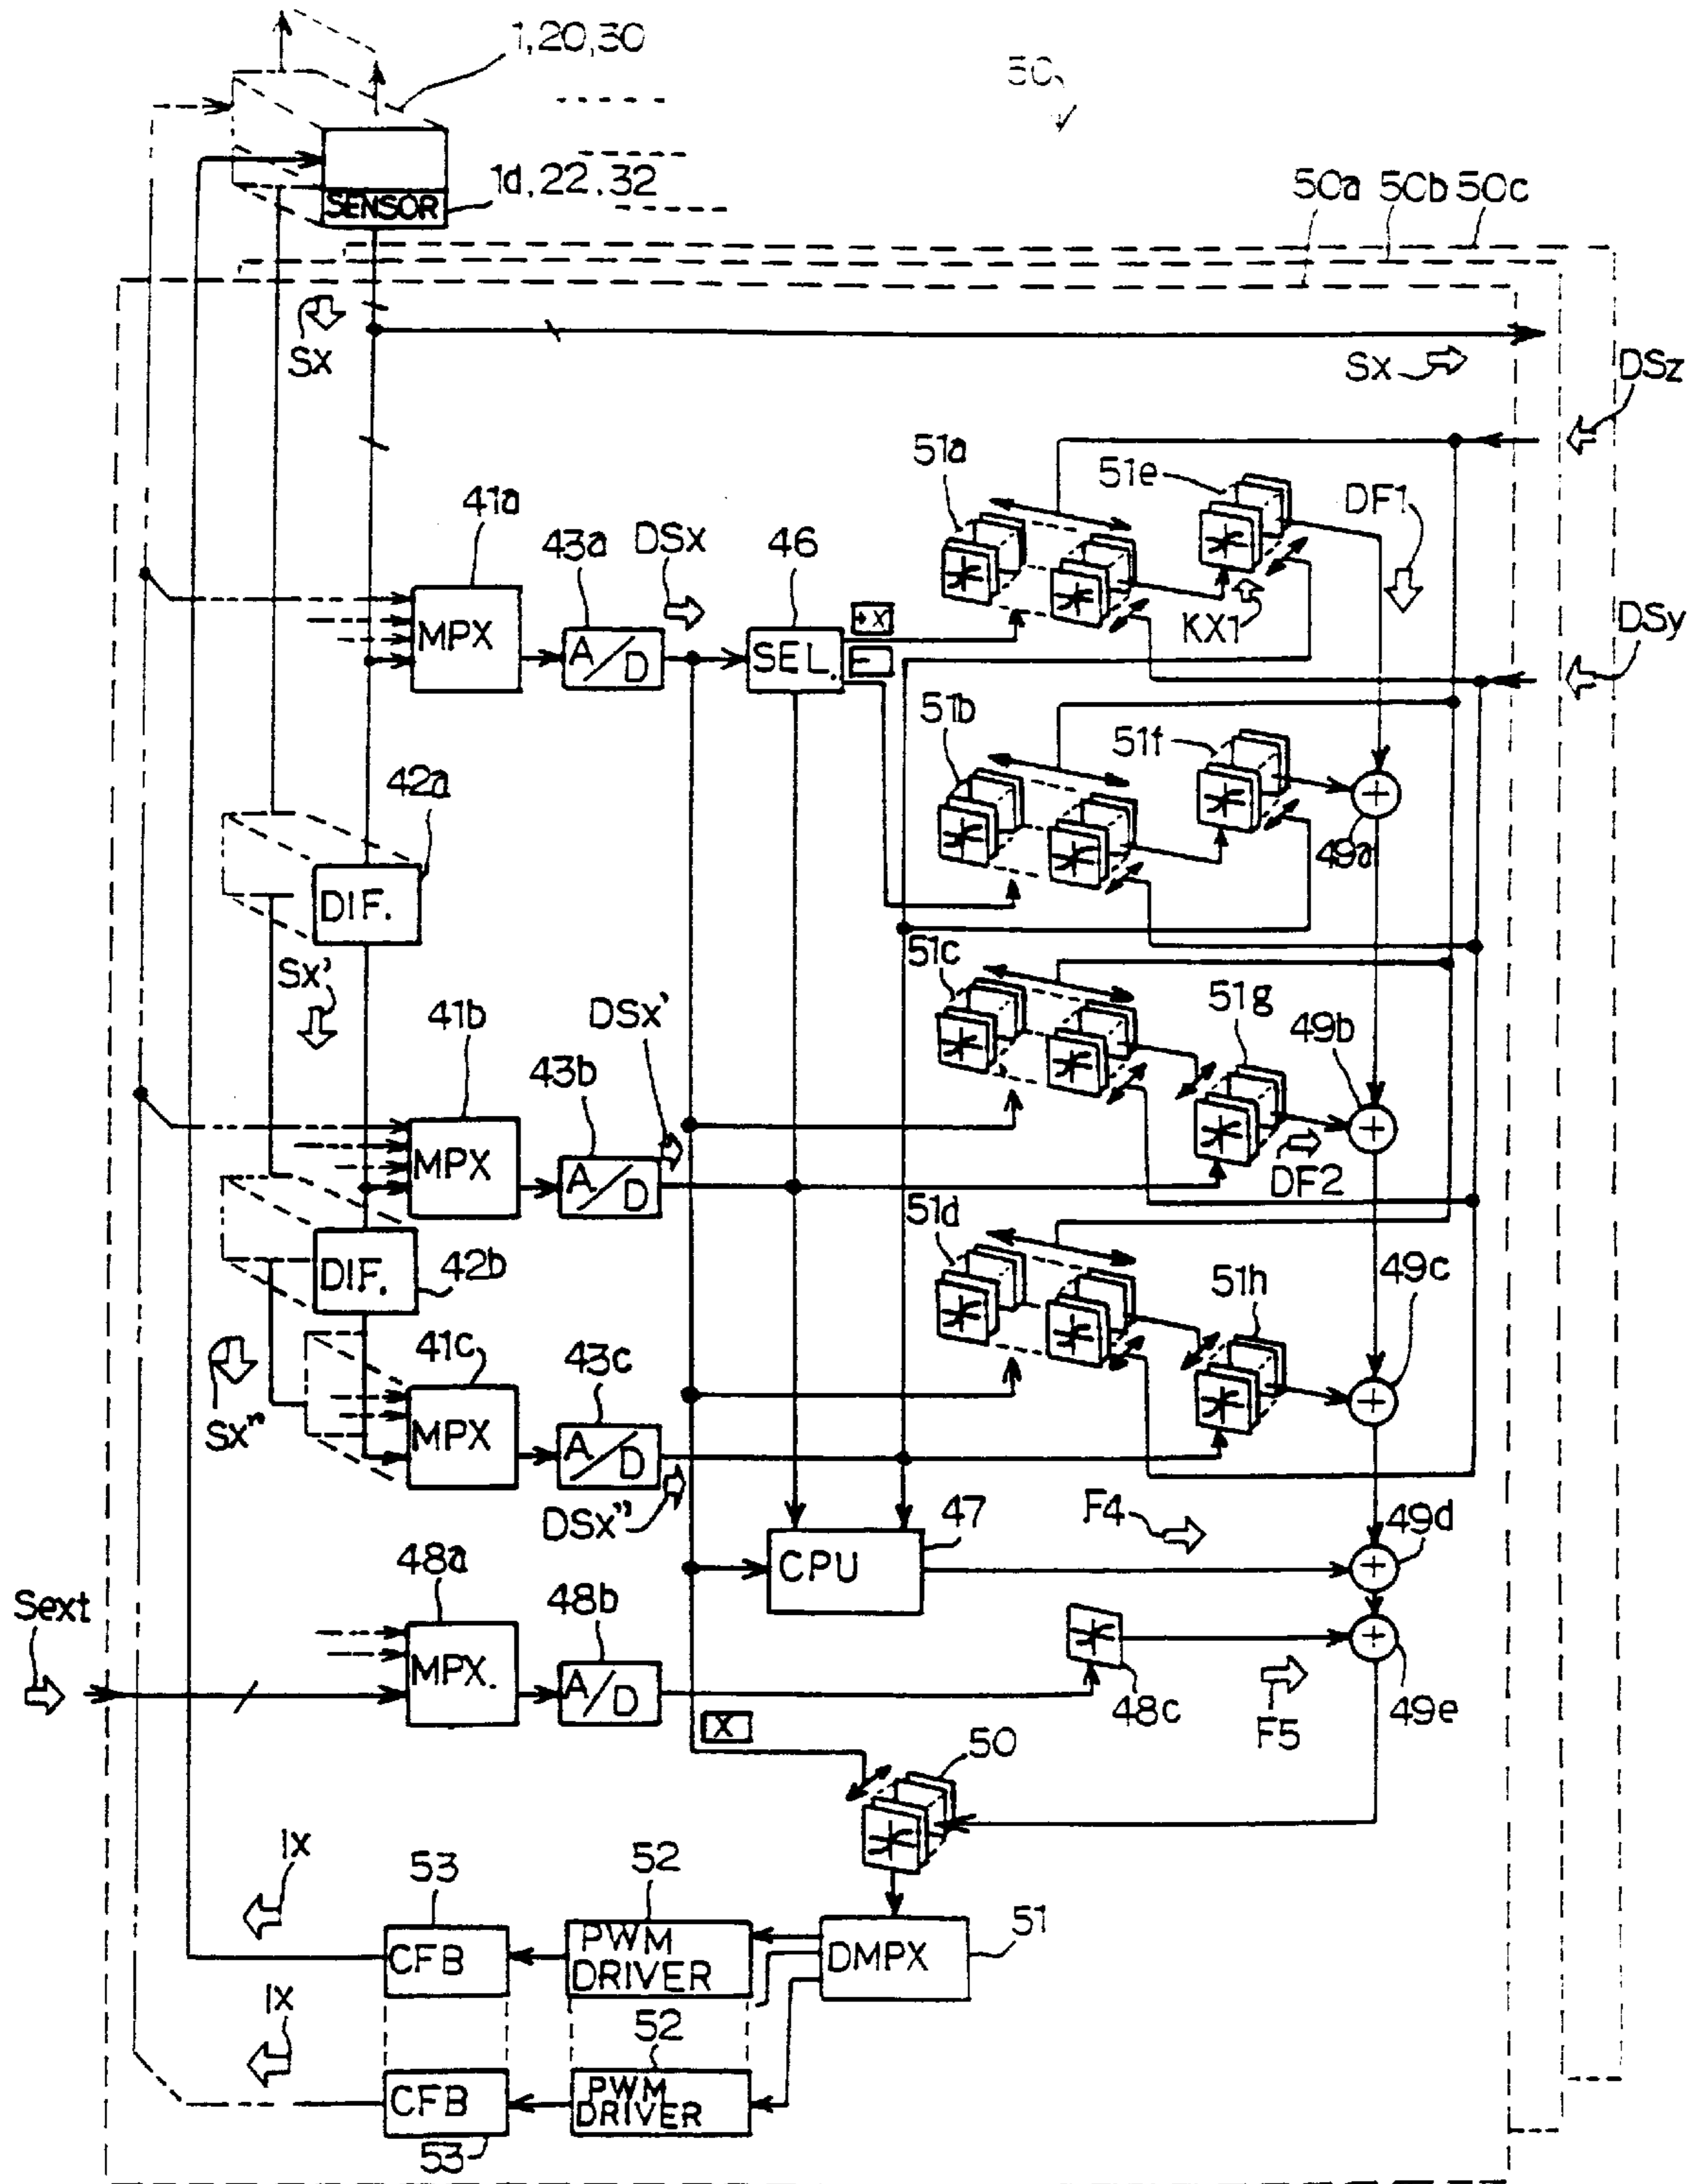 1,20,30
50
SENSOR
1d,22.32
50a 50b 50c
Sx
Sx
DSz
51a
51e
DF1
41a
43a
DSx
46
MPX
A/D
SEL.
+X
-
KX1
DSy
51b
51f
42a
49a
DIF.
Sx'
51c
51g
41b
DSx'
49b
43b
MPX
A/D
DF2
51d
DIF.
42b
49c
51h
41c
43c
Sx"
MPX
A/D
DSx"
47
F4
49d
CPU
48a
Sext
48b
MPX.
A/D
48c
F5
49e
X
50
Ix
53
52
51
CFB
PWM
DRIVER
DMPX
Ix
52
CFB
PWM
DRIVER
53